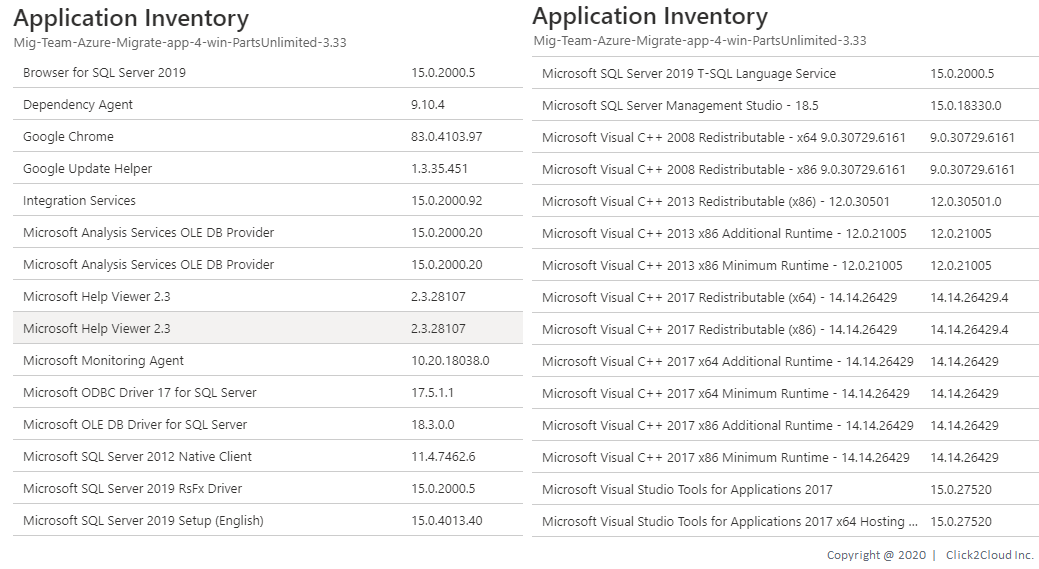 Application Inventory
Mig-Team-Azure-Migrate-app-4-win-PartsUnlimited-3.33
Browser for SQL Server 2019 15.0.2000.5
Dependency Agent 9.10.4
Google Chrome 83.0.4103.97
Google Update Helper 1.3.35.451
Integration Services 15.0.2000.92
Microsoft Analysis Services OLE DB Provider 15.0.2000.20
Microsoft Analysis Services OLE DB Provider 15.0.2000.20
Microsoft Help Viewer 2.3 2.3.28107
Microsoft Help Viewer 2.3 2.3.28107
Microsoft Monitoring Agent 10.20.18038.0
Microsoft ODBC Driver 17 for SQL Server 17.5.1.1
Microsoft OLE DB Driver for SQL Server 18.3.0.0
Microsoft SQL Server 2012 Native Client 11.4.7462.6
Microsoft SQL Server 2019 RsFx Driver 15.0.2000.5
Microsoft SQL Server 2019 Setup (English) 15.0.4013.40
Application Inventory
Mig-Team-Azure-Migrate-app-4-win-PartsUnlimited-3.33
Microsoft SQL Server 2019 T-SQL Language Service 15.0.2000.5
Microsoft SQL Server Management Studio - 18.5 15.0.18330.0
Microsoft Visual C++ 2008 Redistributable - x64 9.0.30729.6161 9.0.30729.6161
Microsoft Visual C++ 2008 Redistributable - x86 9.0.30729.6161 9.0.30729.6161
Microsoft Visual C++ 2013 Redistributable (x86) - 12.0.30501 12.0.30501.0
Microsoft Visual C++ 2013 x86 Additional Runtime - 12.0.21005 12.0.21005
Microsoft Visual C++ 2013 x86 Minimum Runtime - 12.0.21005 12.0.21005
Microsoft Visual C++ 2017 Redistributable (x64) - 14.14.26429 14.14.26429.4
Microsoft Visual C++ 2017 Redistributable (x86) - 14.14.26429 14.14.26429.4
Microsoft Visual C++ 2017 x64 Additional Runtime - 14.14.26429 14.14.26429
Microsoft Visual C++ 2017 x64 Minimum Runtime - 14.14.26429 14.14.26429
Microsoft Visual C++ 2017 x86 Additional Runtime - 14.14.26429 14.14.26429
Microsoft Visual C++ 2017 x86 Minimum Runtime - 14.14.26429 14.14.26429
Microsoft Visual Studio Tools for Applications 2017 15.0.27520
Microsoft Visual Studio Tools for Applications 2017 x64 Hosting ... 15.0.27520
Copyright @ 2020 | Click2Cloud Inc.